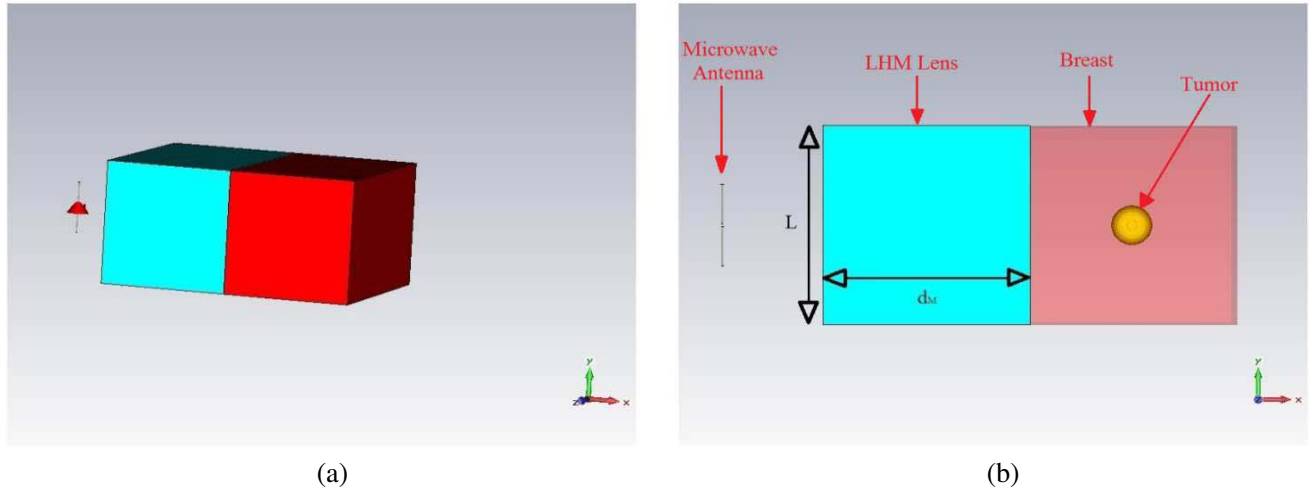 y
z
x
(a)
Microwave
Antenna
LHM Lens
Breast
Tumor
L
dM
y
z
x
(b)